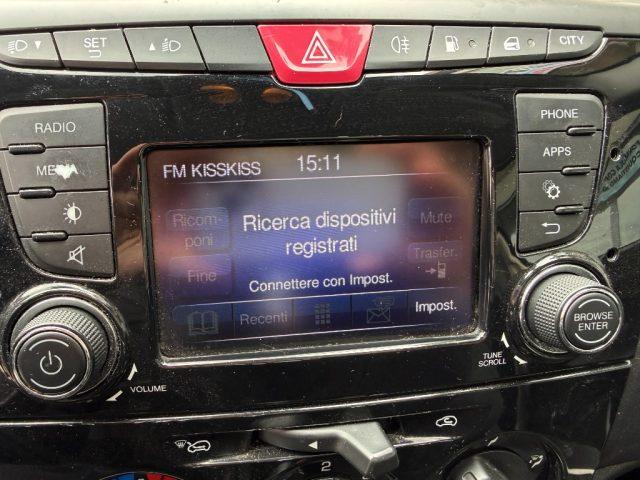 SET
CITY
RADIO
PHONE
MEDIA
APPS
FM KISSKISS 15:11
Ricom-
poni
Ricerca dispositivi
registrati
Mute
Fine
Trasfer.
Connettere con Impost.
Recenti
Impost.
BROWSE
ENTER
VOLUME
TUNE
SCROLL
2